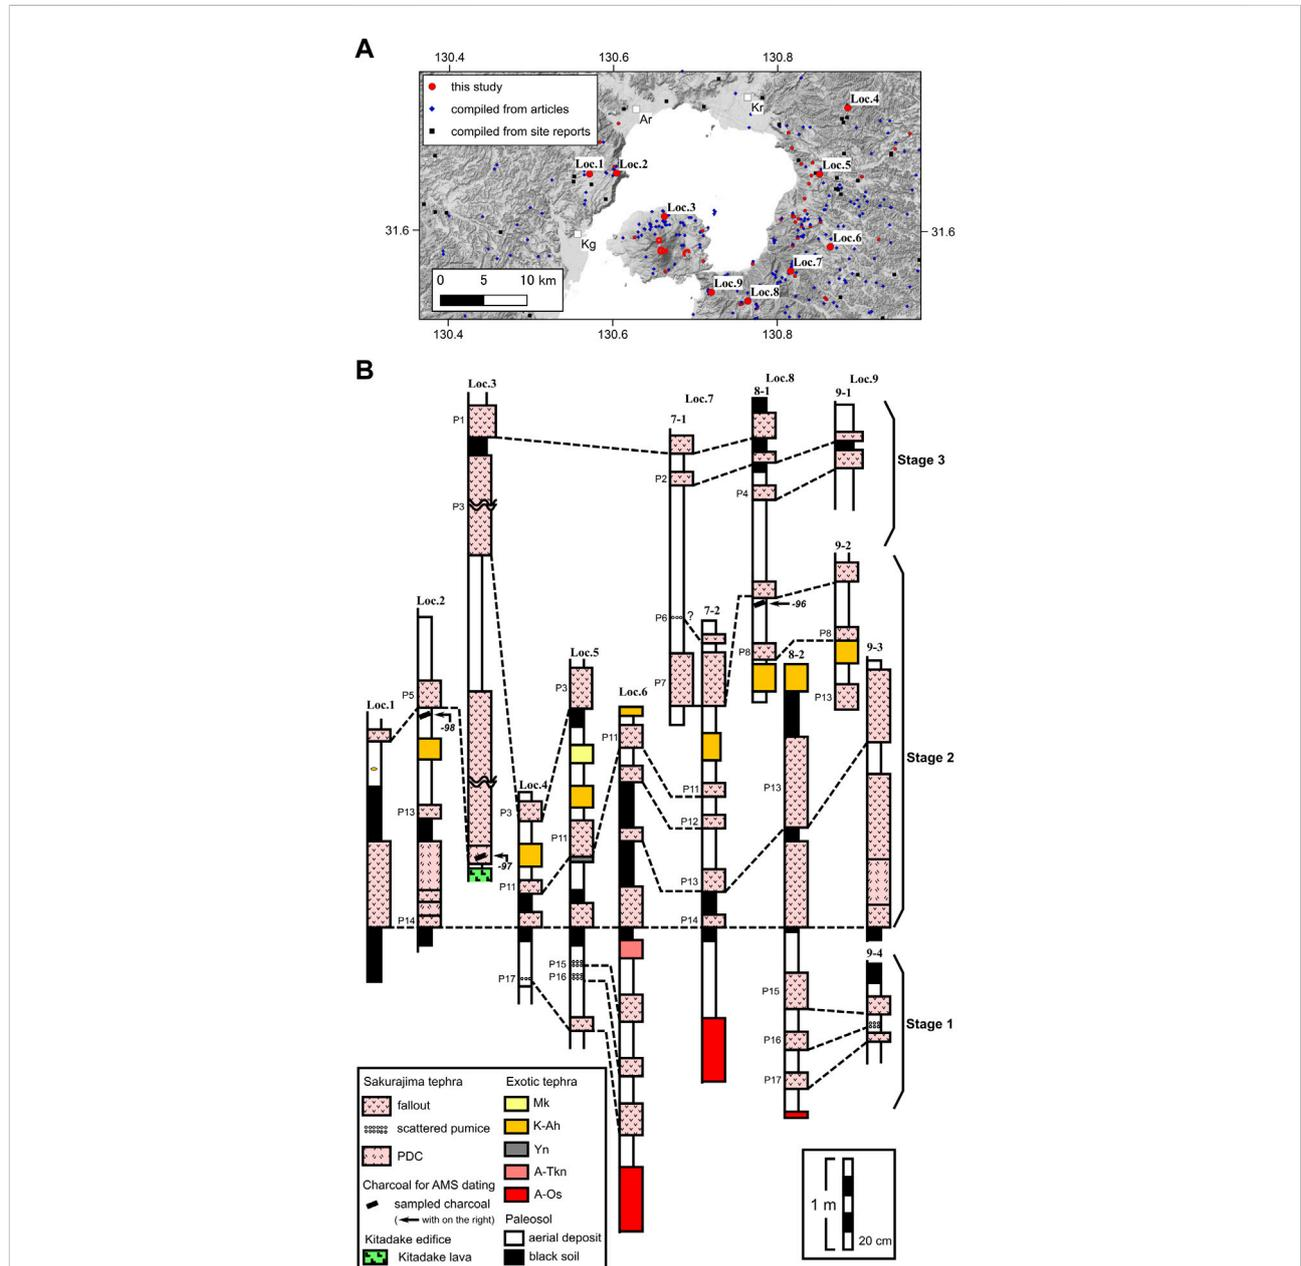 A
130.4 130.6 130.8
this study
compiled from articles
compiled from site reports
Ar
Kr
Loc.4
Loc.1 Loc.2
Loc.5
Loc.3
31.6 31.6
Kg
Loc.6
Loc.7
0 5 10 km
Loc.9
Loc.8
130.4 130.6 130.8
B
Loc.3
Loc.8
Loc.9
8-1
9-1
Loc.7
7-1
P1
Stage 3
P2
P4
P3
9-2
Loc.2
-96
7-2
P6
?
P8
Loc.5
P8
8-2
9-3
P7
P3
Loc.6
P5
P13
Loc.1
-98
P11
Stage 2
Loc.4
P13
P3
P11
P13
P12
P11
-97
P11
P13
P14
P14
9-4
P15
P16
P17
P15
Stage 1
P16
P17
Sakurajima tephra
fallout
scattered pumice
PDC
Charcoal for AMS dating
sampled charcoal
( with on the right)
Kitadake edifice
Kitadake lava
Exotic tephra
Mk
K-Ah
Yn
A-Tkn
A-Os
Paleosol
aerial deposit
black soil
1 m
20 cm